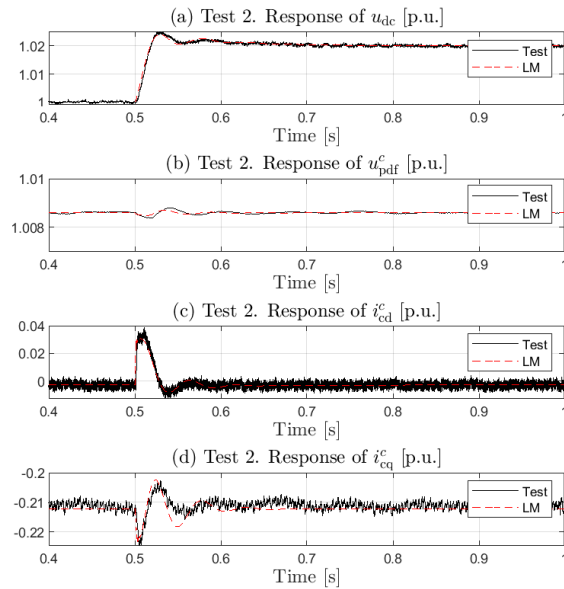 (a) Test 2. Response of u_dc [p.u.]
1.02
1.01
1
Test
LM
0.4 0.5 0.6 0.7 0.8 0.9 1
Time [s]
(b) Test 2. Response of u^c_pdf [p.u.]
1.01
1.008
Test
LM
0.4 0.5 0.6 0.7 0.8 0.9 1
Time [s]
(c) Test 2. Response of i^c_cd [p.u.]
0.04
0.02
0
Test
LM
0.4 0.5 0.6 0.7 0.8 0.9 1
Time [s]
(d) Test 2. Response of i^c_cq [p.u.]
-0.2
-0.21
-0.22
Test
LM
0.4 0.5 0.6 0.7 0.8 0.9 1
Time [s]